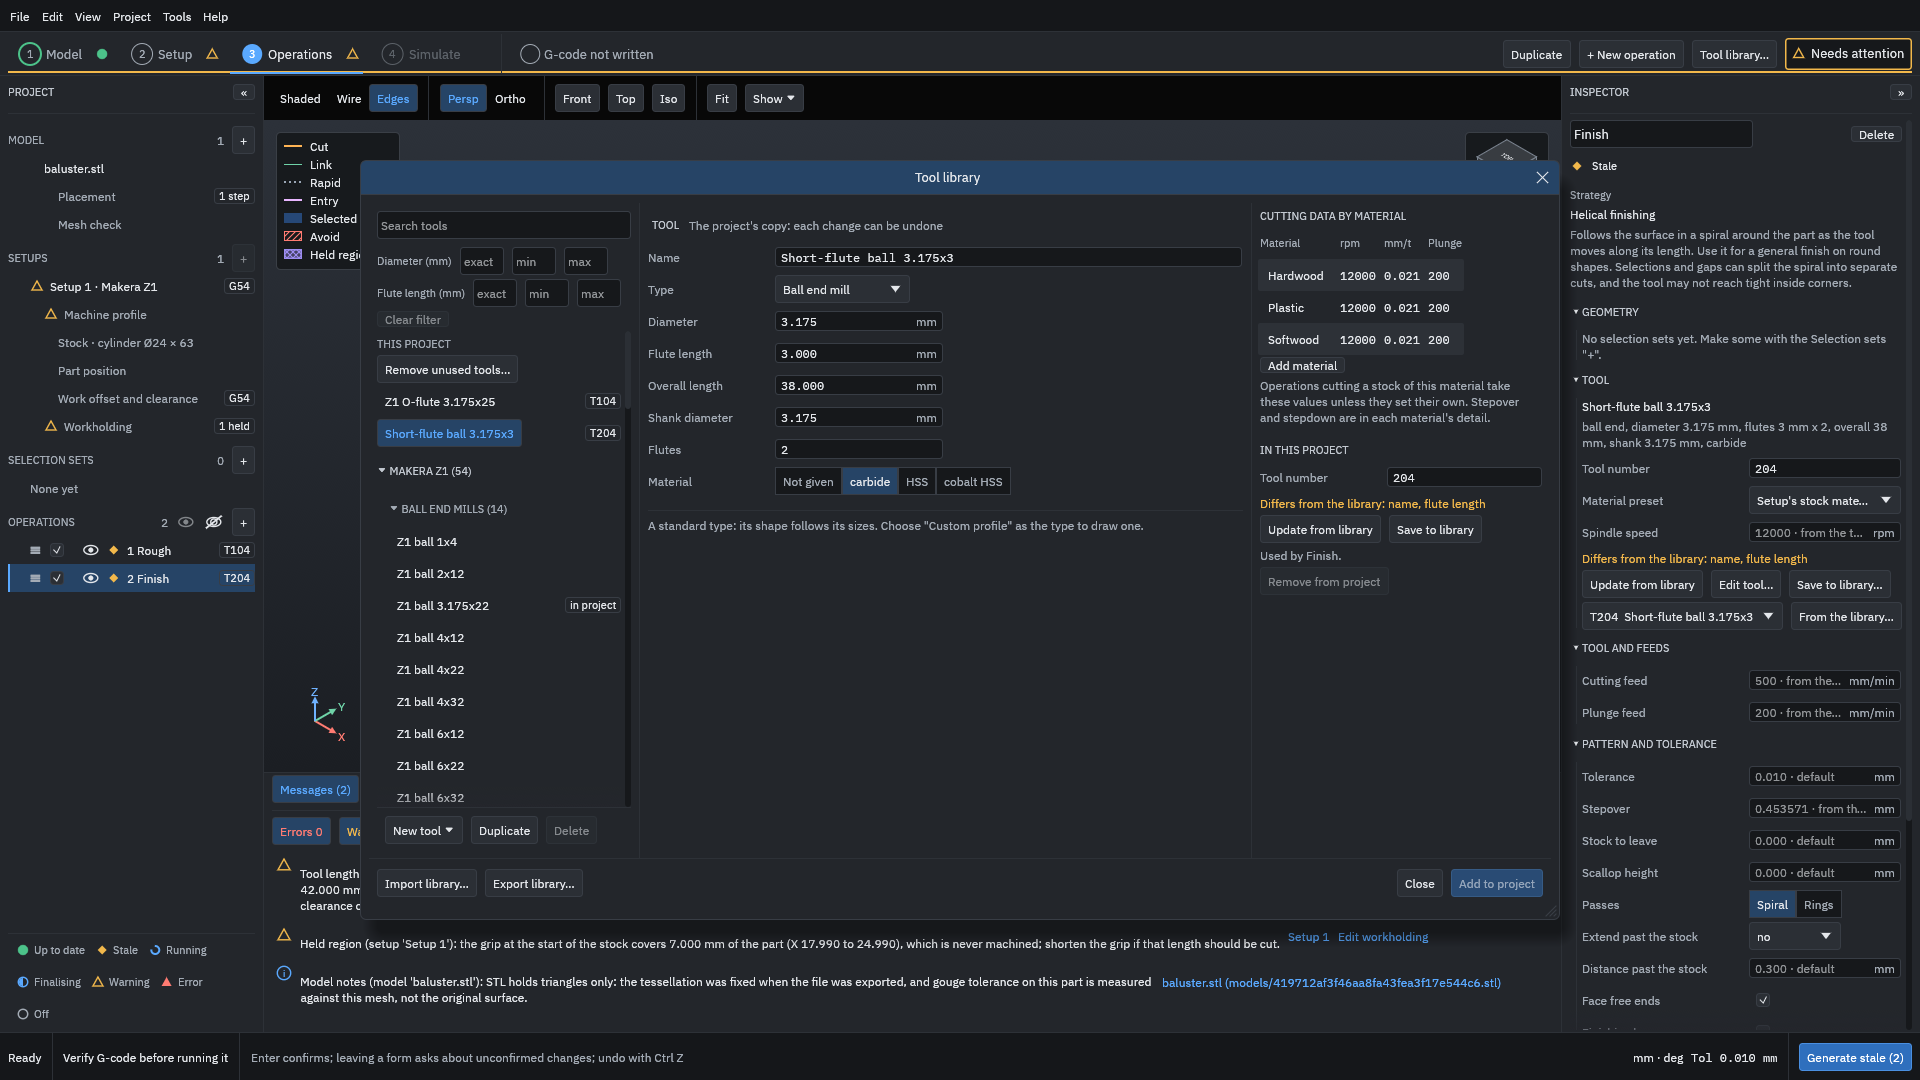 File Edit View Project Tools Help
1 Model 2 Setup 3 Operations 4 Simulate G-code not written Duplicate + New operation Tool library... Needs attention
PROJECT «
MODEL 1 +
baluster.stl
Placement 1 step
Mesh check
SETUPS 1 +
Setup 1 · Makera Z1 G54
Machine profile
Stock · cylinder Ø24 × 63
Part position
Work offset and clearance G54
Workholding 1 held
SELECTION SETS 0 +
None yet
OPERATIONS 2 +
1 Rough T104
2 Finish T204
Up to date Stale Running
Finalising Warning Error
Off
Shaded Wire Edges Persp Ortho Front Top Iso Fit Show
Cut
Link
Rapid
Entry
Selected
Avoid
Held regi
Z
Y
X
Tool library
Search tools
Diameter (mm) exact min max
Flute length (mm) exact min max
Clear filter
THIS PROJECT
Remove unused tools...
Z1 O-flute 3.175x25 T104
Short-flute ball 3.175x3 T204
MAKERA Z1 (54)
BALL END MILLS (14)
Z1 ball 1x4
Z1 ball 2x12
Z1 ball 3.175x22 in project
Z1 ball 4x12
Z1 ball 4x22
Z1 ball 4x32
Z1 ball 6x12
Z1 ball 6x22
Z1 ball 6x32
New tool Duplicate Delete
Import library... Export library...
TOOL The project's copy: each change can be undone
Name Short-flute ball 3.175x3
Type Ball end mill
Diameter 3.175 mm
Flute length 3.000 mm
Overall length 38.000 mm
Shank diameter 3.175 mm
Flutes 2
Material Not given carbide HSS cobalt HSS
A standard type: its shape follows its sizes. Choose "Custom profile" as the type to draw one.
CUTTING DATA BY MATERIAL
Material rpm mm/t Plunge
Hardwood 12000 0.021 200
Plastic 12000 0.021 200
Softwood 12000 0.021 200
Add material
Operations cutting a stock of this material take
these values unless they set their own. Stepover
and stepdown are in each material's detail.
IN THIS PROJECT
Tool number 204
Differs from the library: name, flute length
Update from library Save to library
Used by Finish.
Remove from project
Close Add to project
Messages (2)
Errors 0 Wa
Tool length
42.000 mm
clearance
Held region (setup 'Setup 1'): the grip at the start of the stock covers 7.000 mm of the part (X 17.990 to 24.990), which is never machined; shorten the grip if that length should be cut. Setup 1 Edit workholding
Model notes (model 'baluster.stl'): STL holds triangles only: the tessellation was fixed when the file was exported, and gouge tolerance on this part is measured baluster.stl (models/419712af3f46aa8fa43fea3f17e544c6.stl)
against this mesh, not the original surface.
INSPECTOR »
Finish Delete
Stale
Strategy
Helical finishing
Follows the surface in a spiral around the part as the tool
moves along its length. Use it for a general finish on round
shapes. Selections and gaps can split the spiral into separate
cuts, and the tool may not reach tight inside corners.
GEOMETRY
No selection sets yet. Make some with the Selection sets
"+".
TOOL
Short-flute ball 3.175x3
ball end, diameter 3.175 mm, flutes 3 mm x 2, overall 38
mm, shank 3.175 mm, carbide
Tool number 204
Material preset Setup's stock mate...
Spindle speed 12000 · from the t... rpm
Differs from the library: name, flute length
Update from library Edit tool... Save to library...
T204 Short-flute ball 3.175x3 From the library...
TOOL AND FEEDS
Cutting feed 500 · from the... mm/min
Plunge feed 200 · from the... mm/min
PATTERN AND TOLERANCE
Tolerance 0.010 · default mm
Stepover 0.453571 · from th... mm
Stock to leave 0.000 · default mm
Scallop height 0.000 · default mm
Passes Spiral Rings
Extend past the stock no
Distance past the stock 0.300 · default mm
Face free ends
Ready Verify G-code before running it Enter confirms; leaving a form asks about unconfirmed changes; undo with Ctrl Z mm · deg Tol 0.010 mm Generate stale (2)